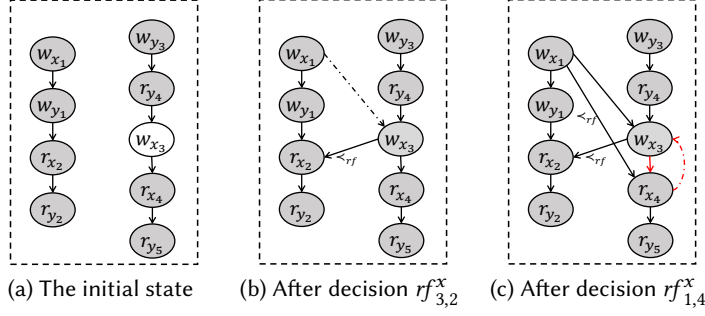 w_{x_1}
w_{y_1}
r_{x_2}
r_{y_2}
w_{y_3}
r_{y_4}
w_{x_3}
r_{x_4}
r_{y_5}
(a) The initial state
w_{x_1}
w_{y_1}
r_{x_2}
r_{y_2}
w_{y_3}
r_{y_4}
w_{x_3}
r_{x_4}
r_{y_5}
≺_{rf}
(b) After decision rf^x_{3,2}
w_{x_1}
w_{y_1}
r_{x_2}
r_{y_2}
w_{y_3}
r_{y_4}
w_{x_3}
r_{x_4}
r_{y_5}
≺_{rf}
≺_{rf}
(c) After decision rf^x_{1,4}